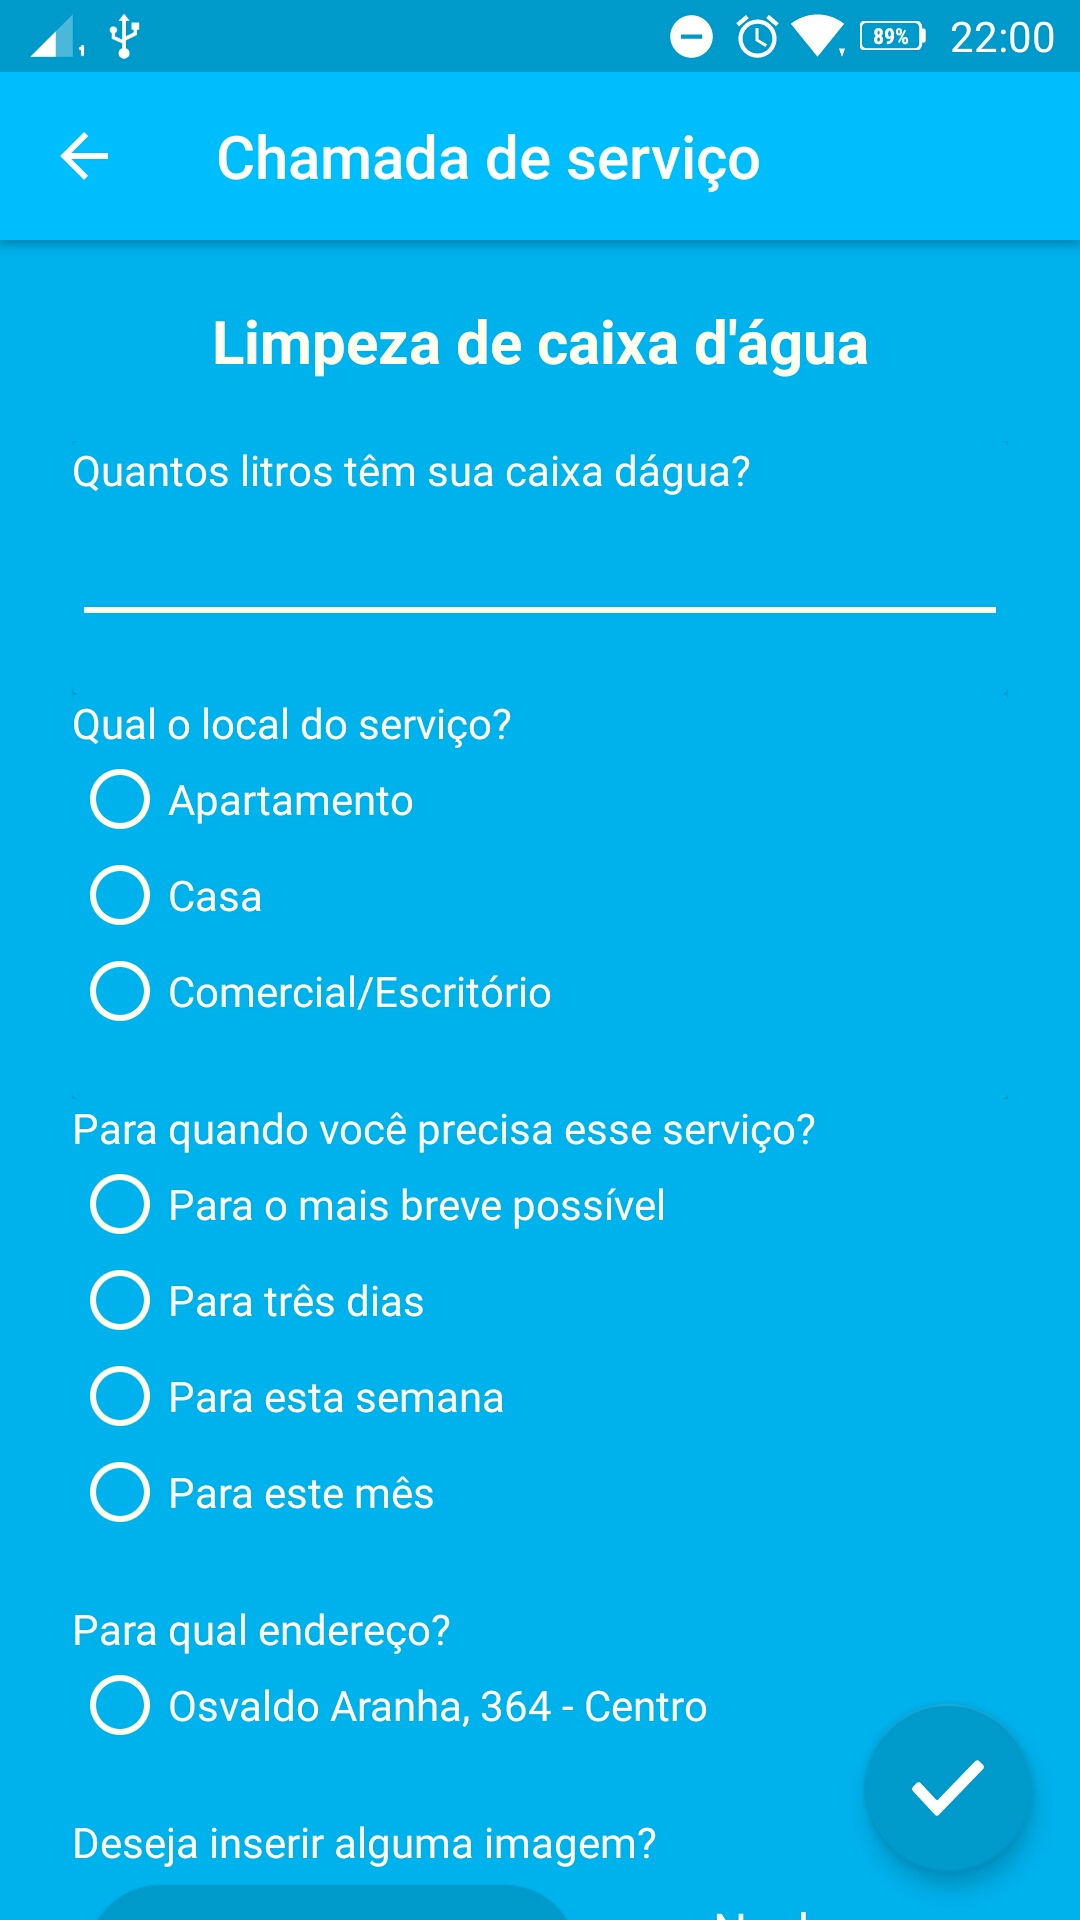 89% 22:00
Chamada de serviço
Limpeza de caixa d'água
Quantos litros têm sua caixa dágua?
Qual o local do serviço?
Apartamento
Casa
Comercial/Escritório
Para quando você precisa esse serviço?
Para o mais breve possível
Para três dias
Para esta semana
Para este mês
Para qual endereço?
Osvaldo Aranha, 364 - Centro
Deseja inserir alguma imagem?